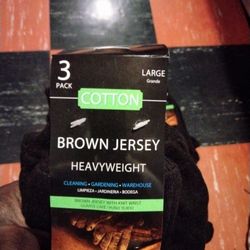 3
PACK
LARGE
Grande
COTTON
BROWN JERSEY
HEAVYWEIGHT
CLEANING • GARDENING • WAREHOUSE
LIMPIEZA • JARDINERIA • BODEGA
BROWN JERSEY WITH KNIT WRIST